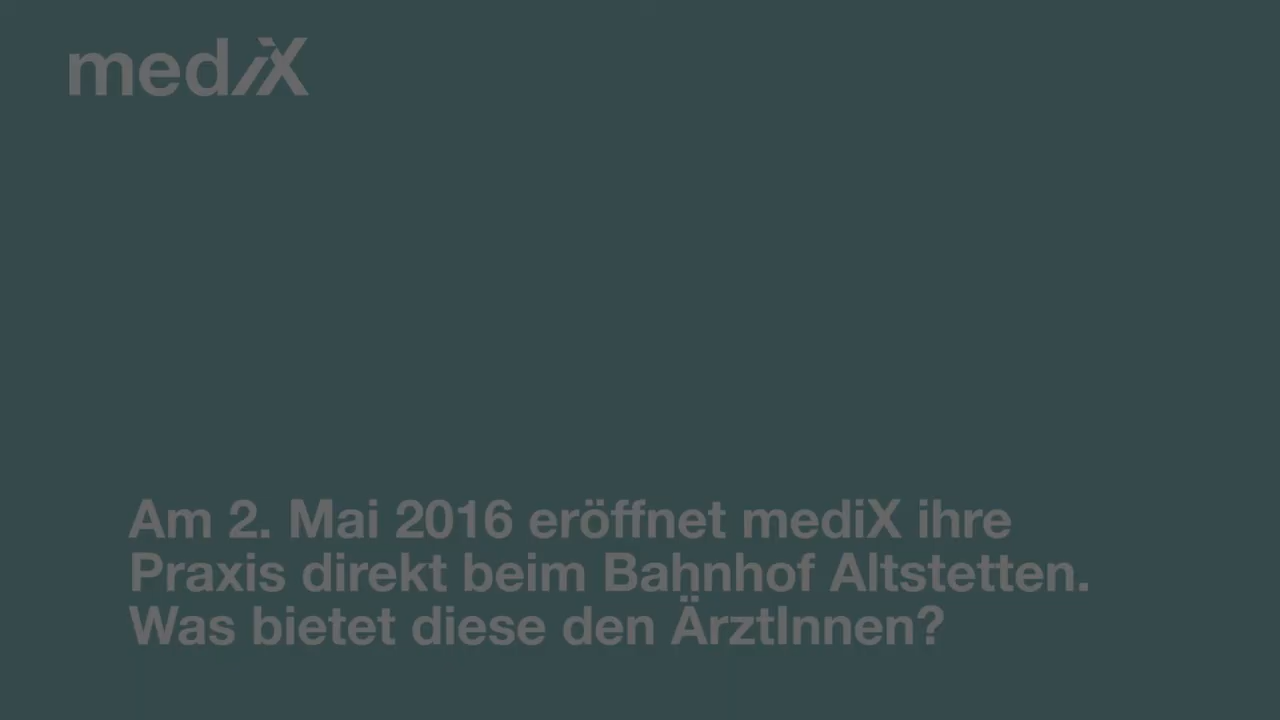 mediX
Am 2. Mai 2016 eröffnet mediX ihre
Praxis direkt beim Bahnhof Altstetten.
Was bietet diese den ÄrztInnen?